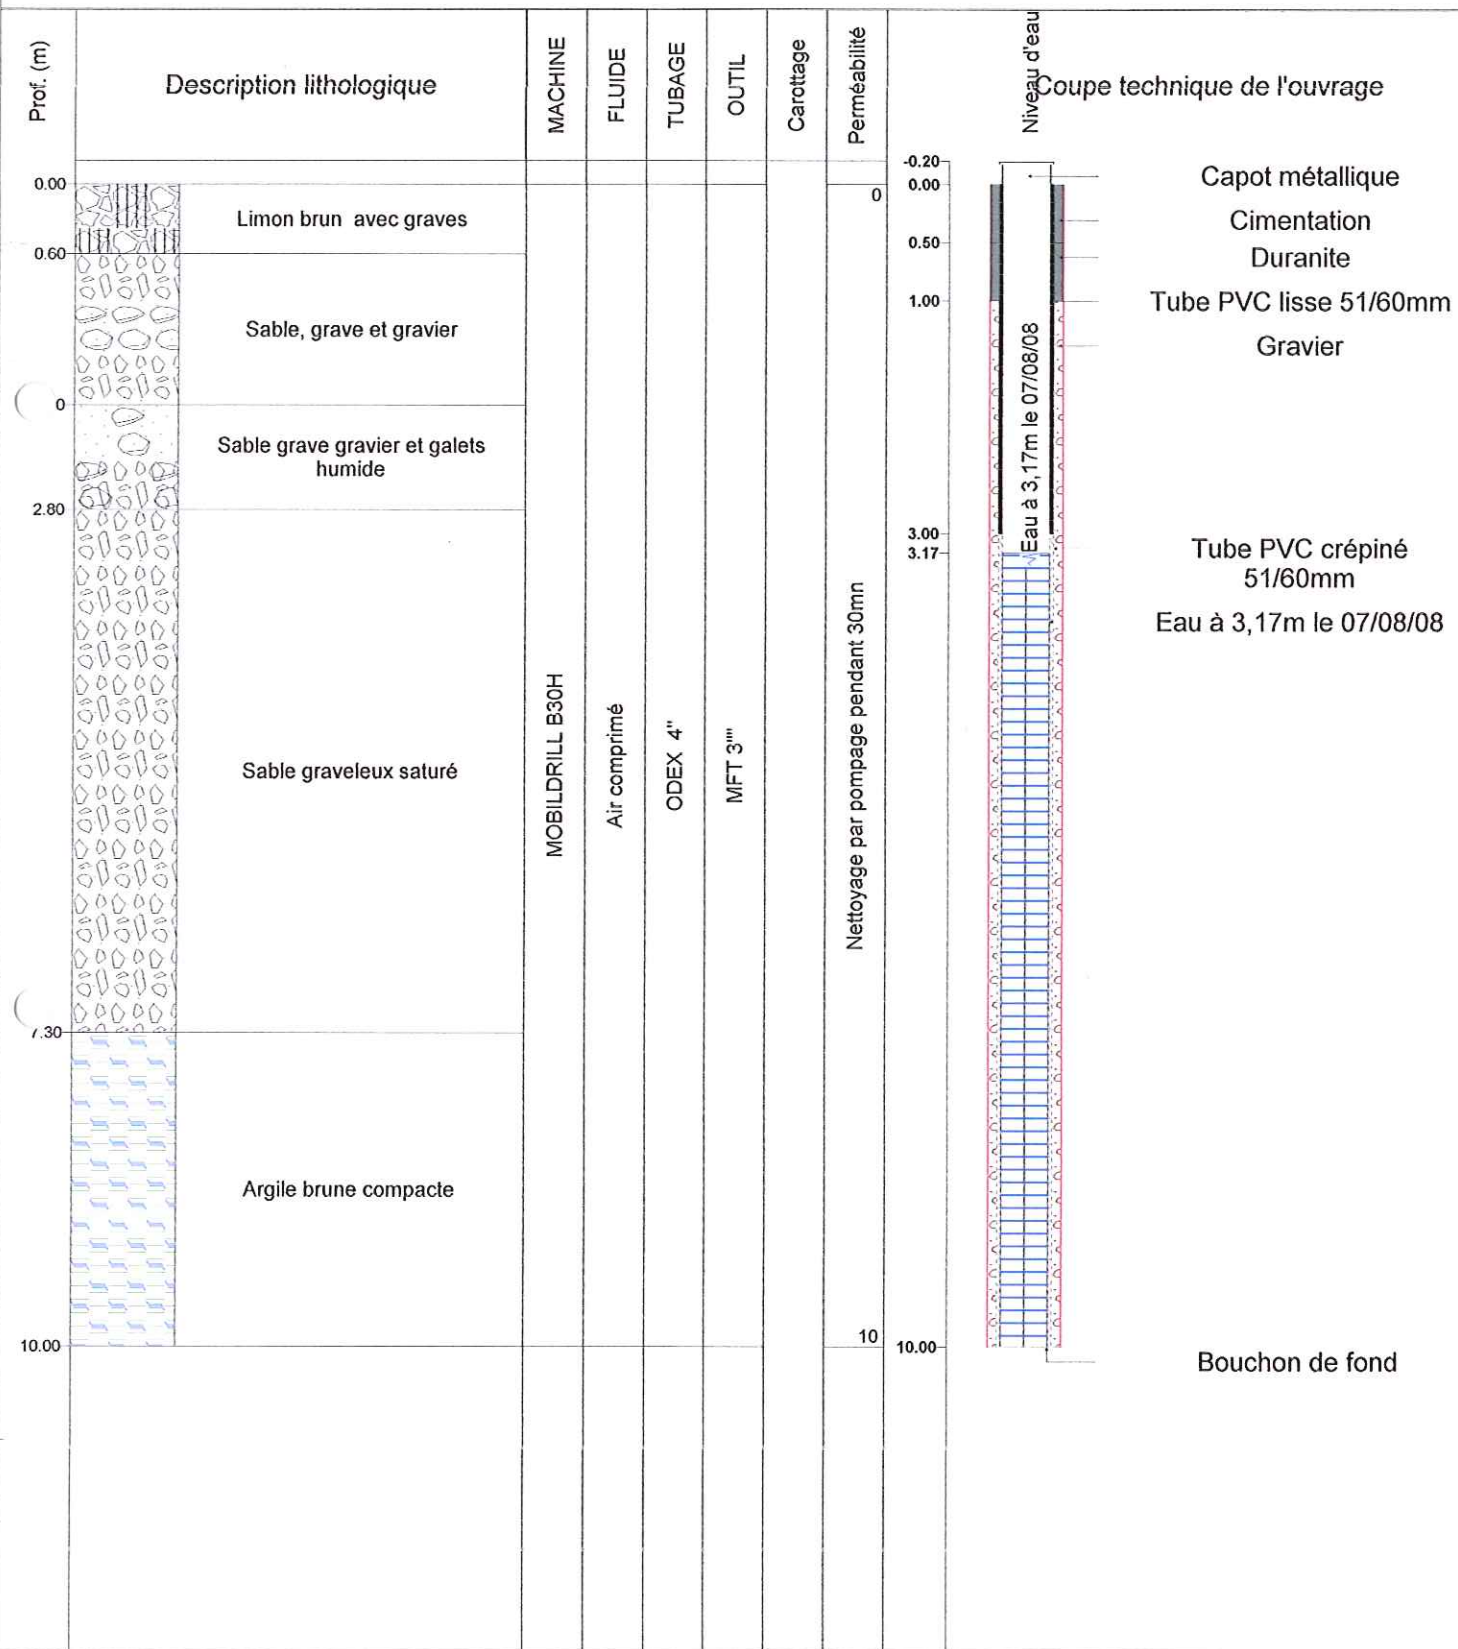 Prof. (m)
Description lithologique
MACHINE
FLUIDE
TUBAGE
OUTIL
Carottage
Perméabilité
Niveau d'eau
Coupe technique de l'ouvrage
0.00
Limon brun avec graves
0.60
Sable, grave et gravier
0
Sable grave gravier et galets
humide
2.80
Sable graveleux saturé
7.30
Argile brune compacte
10.00
MOBILDRILL B30H
Air comprimé
ODEX 4"
MFT 3""
0
Nettoyage par pompage pendant 30mn
10
-0.20
0.00
0.50
1.00
3.00
3.17
10.00
Eau à 3,17m le 07/08/08
Capot métallique
Cimentation
Duranite
Tube PVC lisse 51/60mm
Gravier
Tube PVC crépiné
51/60mm
Eau à 3,17m le 07/08/08
Bouchon de fond